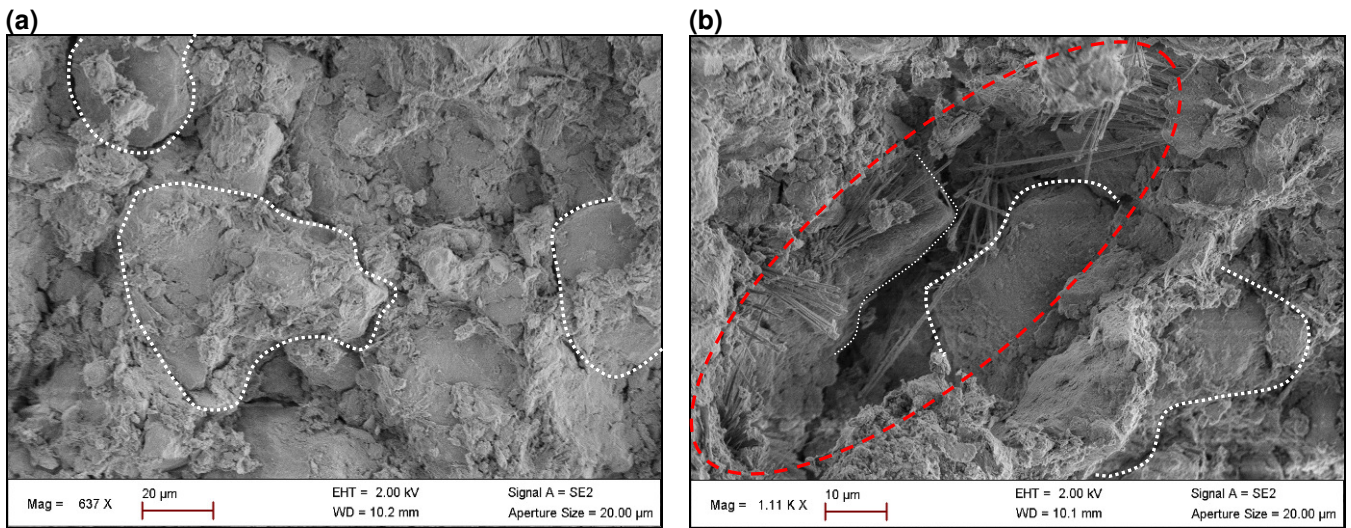 (a)
(b)
Mag = 637 X
20 µm
EHT = 2.00 kV
WD = 10.2 mm
Signal A = SE2
Aperture Size = 20.00 µm
Mag = 1.11 K X
10 µm
EHT = 2.00 kV
WD = 10.1 mm
Signal A = SE2
Aperture Size = 20.00 µm